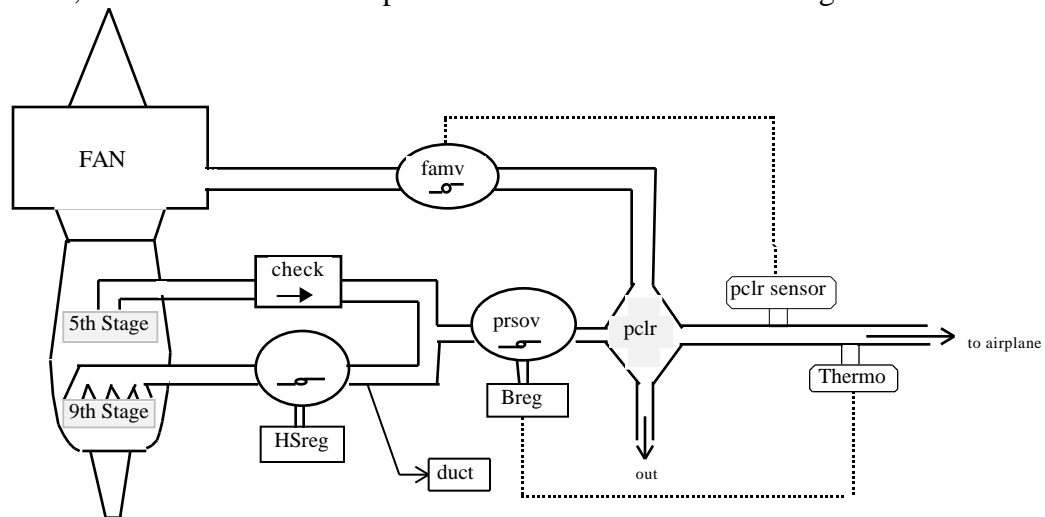 FAN
famv
check
pclr sensor
5th Stage
prsov
pclr
to airplane
Thermo
9th Stage
Breg
HSreg
duct
out